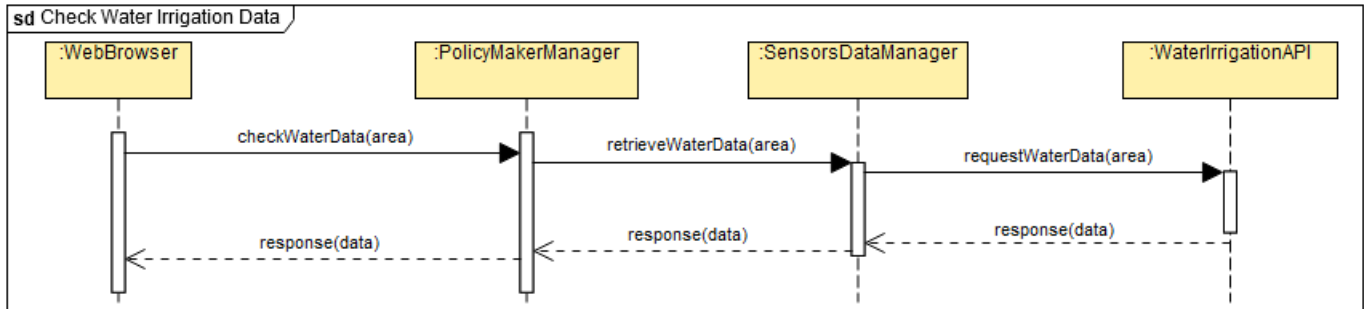 sd Check Water Irrigation Data
:WebBrowser
:PolicyMakerManager
:SensorsDataManager
:WaterIrrigationAPI
checkWaterData(area)
retrieveWaterData(area)
requestWaterData(area)
response(data)
response(data)
response(data)